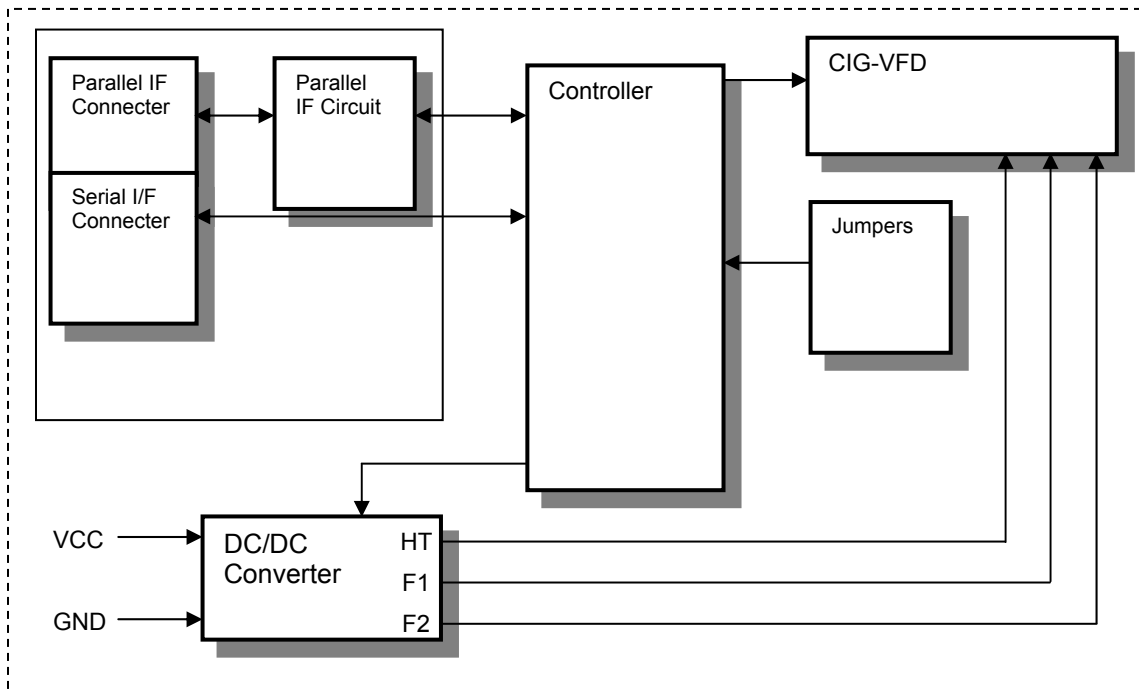 Parallel IF
Connecter
Parallel
IF Circuit
Controller
CIG-VFD
Serial I/F
Connecter
Jumpers
VCC
GND
DC/DC
Converter
HT
F1
F2